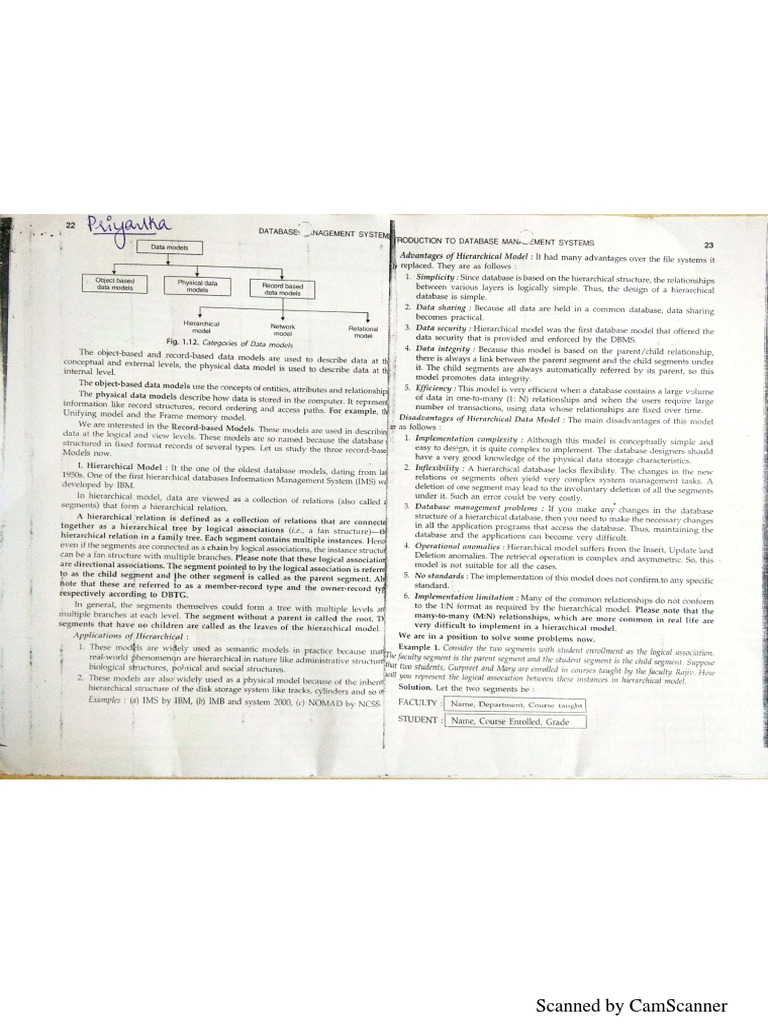 22
Priyanka
DATABASE NAGEMENT SYSTEMS
Data models
Object based
data models
Physical data
models
Record based
data models
Hierarchical
model
Network
model
Relational
model
Fig. 1.12. Categories of Data models
The object-based and record-based data models are used to describe data at th
conceptual and external levels, the physical data model is used to describe data at th
internal level.
The object-based data models use the concepts of entities, attributes and relationship
The physical data models describe how data is stored in the computer. It represent
information like record structures, record ordering and access paths. For example, th
Unifying model and the Frame memory model.
We are interested in the Record-based Models. These models are used in describin
data at the logical and view levels. These models are so named because the database
structured in fixed format records of several types. Let us study the three record-base
Models now.
I. Hierarchical Model : It the one of the oldest database models, dating from lat
1950s. One of the first hierarchical databases Information Management System (IMS) wa
developed by IBM.
In hierarchical model, data are viewed as a collection of relations (also called a
segments) that form a hierarchical relation.
A hierarchical relation is defined as a collection of relations that are connecte
together as a hierarchical tree by logical associations (i.e., a fan structure)—th
hierarchical relation in a family tree. Each segment contains multiple instances. Henc
even if the segments are connected as a chain by logical associations, the instance structur
can be a fan structure with multiple branches. Please note that these logical association
are directional associations. The segment pointed to by the logical association is referre
to as the child segment and the other segment is called as the parent segment. Als
note that these are referred to as a member-record type and the owner-record typ
respectively according to DBTG.
In general, the segments themselves could form a tree with multiple levels an
multiple branches at each level. The segment without a parent is called the root. Th
segments that have no children are called as the leaves of the hierarchical model.
Applications of Hierarchical :
1. These models are widely used as semantic models in practice because man
real-world phenomenon are hierarchical in nature like administrative structure
biological structures, political and social structures.
2. These models are also widely used as a physical model because of the inheren
hierarchical structure of the disk storage system like tracks, cylinders and so o
Examples : (a) IMS by IBM, (b) IMB and system 2000, (c) NOMAD by NCSS
TRODUCTION TO DATABASE MAN EMENT SYSTEMS
23
Advantages of Hierarchical Model : It had many advantages over the file systems it
replaced. They are as follows :
1. Simplicity : Since database is based on the hierarchical structure, the relationships
between various layers is logically simple. Thus, the design of a hierarchical
database is simple.
2. Data sharing : Because all data are held in a common database, data sharing
becomes practical.
3. Data security : Hierarchical model was the first database model that offered the
data security that is provided and enforced by the DBMS.
4. Data integrity : Because this model is based on the parent/child relationship,
there is always a link between the parent segment and the child segments under
it. The child segments are always automatically referred by its parent, so this
model promotes data integrity.
5. Efficiency : This model is very efficient when a database contains a large volume
of data in one-to-many (1: N) relationships and when the users require large
number of transactions, using data whose relationships are fixed over time.
Disadvantages of Hierarchical Data Model : The main disadvantages of this model
as follows :
1. Implementation complexity : Although this model is conceptually simple and
easy to design, it is quite complex to implement. The database designers should
have a very good knowledge of the physical data storage characteristics.
2. Inflexibility : A hierarchical database lacks flexibility. The changes in the new
relations or segments often yield very complex system management tasks. A
deletion of one segment may lead to the involuntary deletion of all the segments
under it. Such an error could be very costly.
3. Database management problems : If you make any changes in the database
structure of a hierarchical database, then you need to make the necessary changes
in all the application programs that access the database. Thus, maintaining the
database and the applications can become very difficult.
4. Operational anomalies : Hierarchical model suffers from the Insert, Update and
Deletion anomalies. The retrieval operation is complex and asymmetric. So, this
model is not suitable for all the cases.
5. No standards : The implementation of this model does not confirm to any specific
standard.
6. Implementation limitation : Many of the common relationships do not conform
to the 1:N format as required by the hierarchical model. Please note that the
many-to-many (M:N) relationships, which are more common in real life are
very difficult to implement in a hierarchical model.
We are in a position to solve some problems now.
Example 1. Consider the two segments with student enrollment as the logical association.
The faculty segment is the parent segment and the student segment is the child segment. Suppose
that two students, Gurpreet and Mary are enrolled in courses taught by the faculty Rajiv. How
will you represent the logical association between these instances in hierarchical model.
Solution. Let the two segments be :
FACULTY : Name, Department, Course taught
STUDENT : Name, Course Enrolled, Grade
Scanned by CamScanner